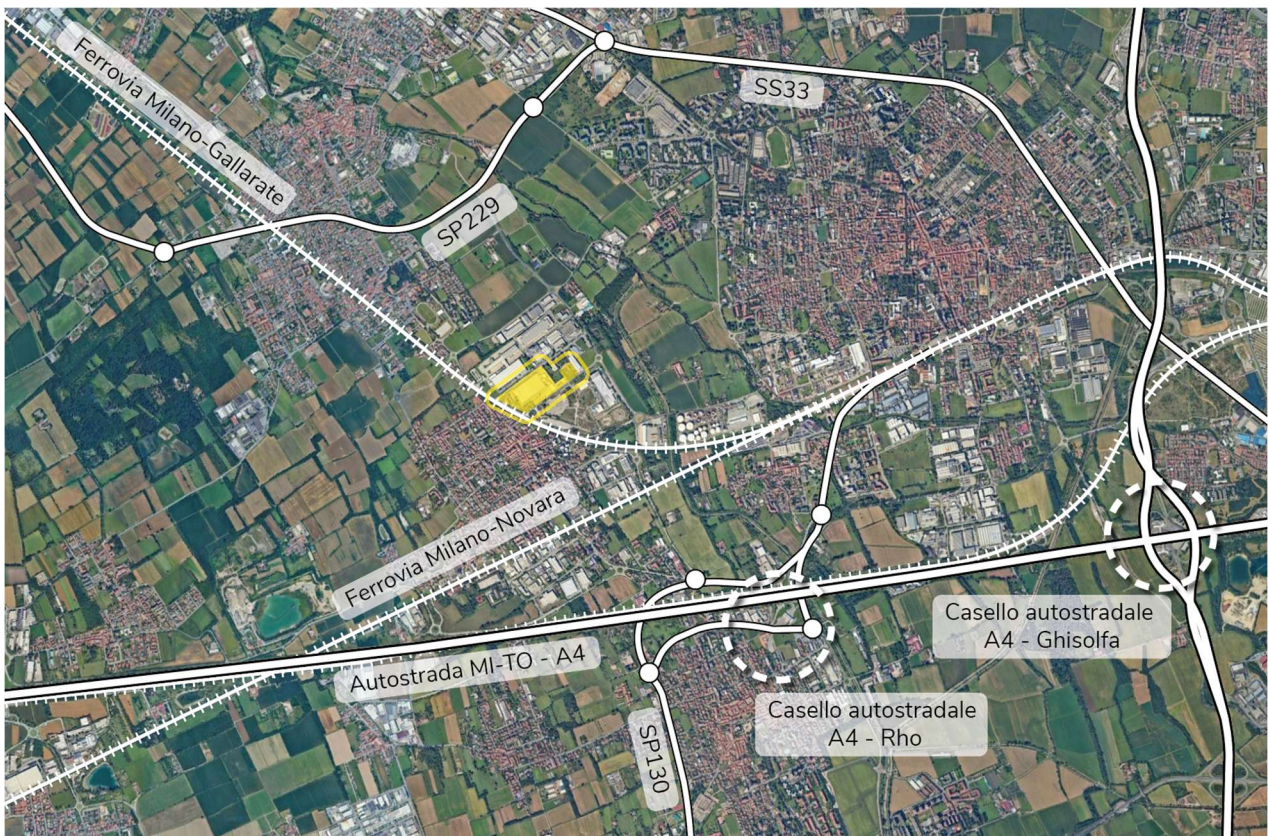 Ferrovia Milano-Gallarate
SS33
SP229
Ferrovia Milano-Novara
Casello autostradale
A4 - Ghisolfa
Autostrada MI-TO - A4
Casello autostradale
A4 - Rho
SP130